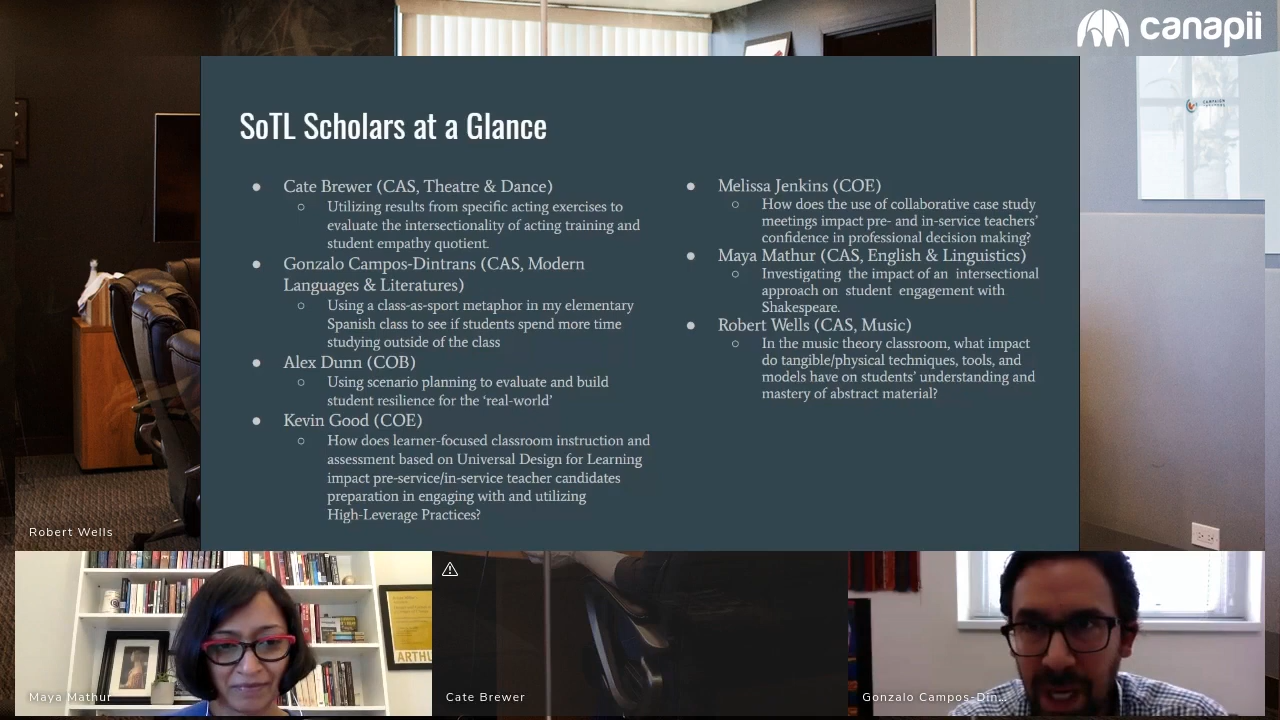 canapii
CAMPAIGN
SoTL Scholars at a Glance
● Cate Brewer (CAS, Theatre & Dance)
○ Utilizing results from specific acting exercises to
evaluate the intersectionality of acting training and
student empathy quotient.
● Gonzalo Campos-Dintrans (CAS, Modern
Languages & Literatures)
○ Using a class-as-sport metaphor in my elementary
Spanish class to see if students spend more time
studying outside of the class
● Alex Dunn (COB)
○ Using scenario planning to evaluate and build
student resilience for the ‘real-world’
● Kevin Good (COE)
○ How does learner-focused classroom instruction and
assessment based on Universal Design for Learning
impact pre-service/in-service teacher candidates
preparation in engaging with and utilizing
High-Leverage Practices?
● Melissa Jenkins (COE)
○ How does the use of collaborative case study
meetings impact pre- and in-service teachers’
confidence in professional decision making?
● Maya Mathur (CAS, English & Linguistics)
○ Investigating the impact of an intersectional
approach on student engagement with
Shakespeare.
● Robert Wells (CAS, Music)
○ In the music theory classroom, what impact
do tangible/physical techniques, tools, and
models have on students’ understanding and
mastery of abstract material?
Robert Wells
ARTHU
Maya Mathur
Cate Brewer
Gonzalo Campos-Din...